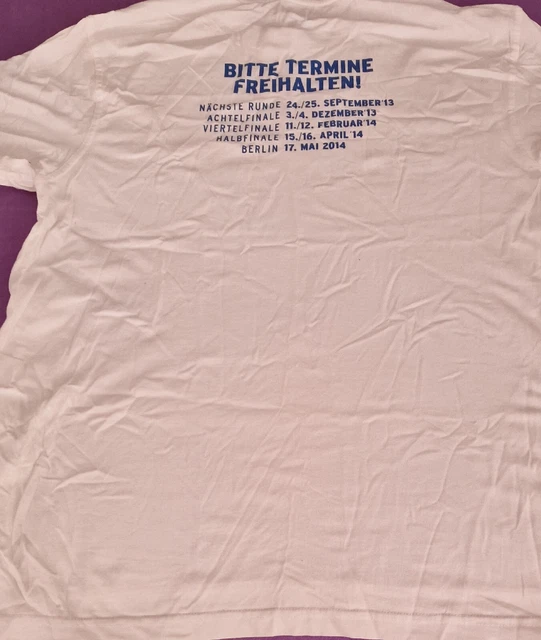 BITTE TERMINE
FREIHALTEN!
NÄCHSTE RUNDE 24./25. SEPTEMBER'13
ACHTELFINALE 3./4. DEZEMBER'13
VIERTELFINALE 11./12. FEBRUAR'14
HALBFINALE 15./16. APRIL'14
BERLIN 17. MAI 2014